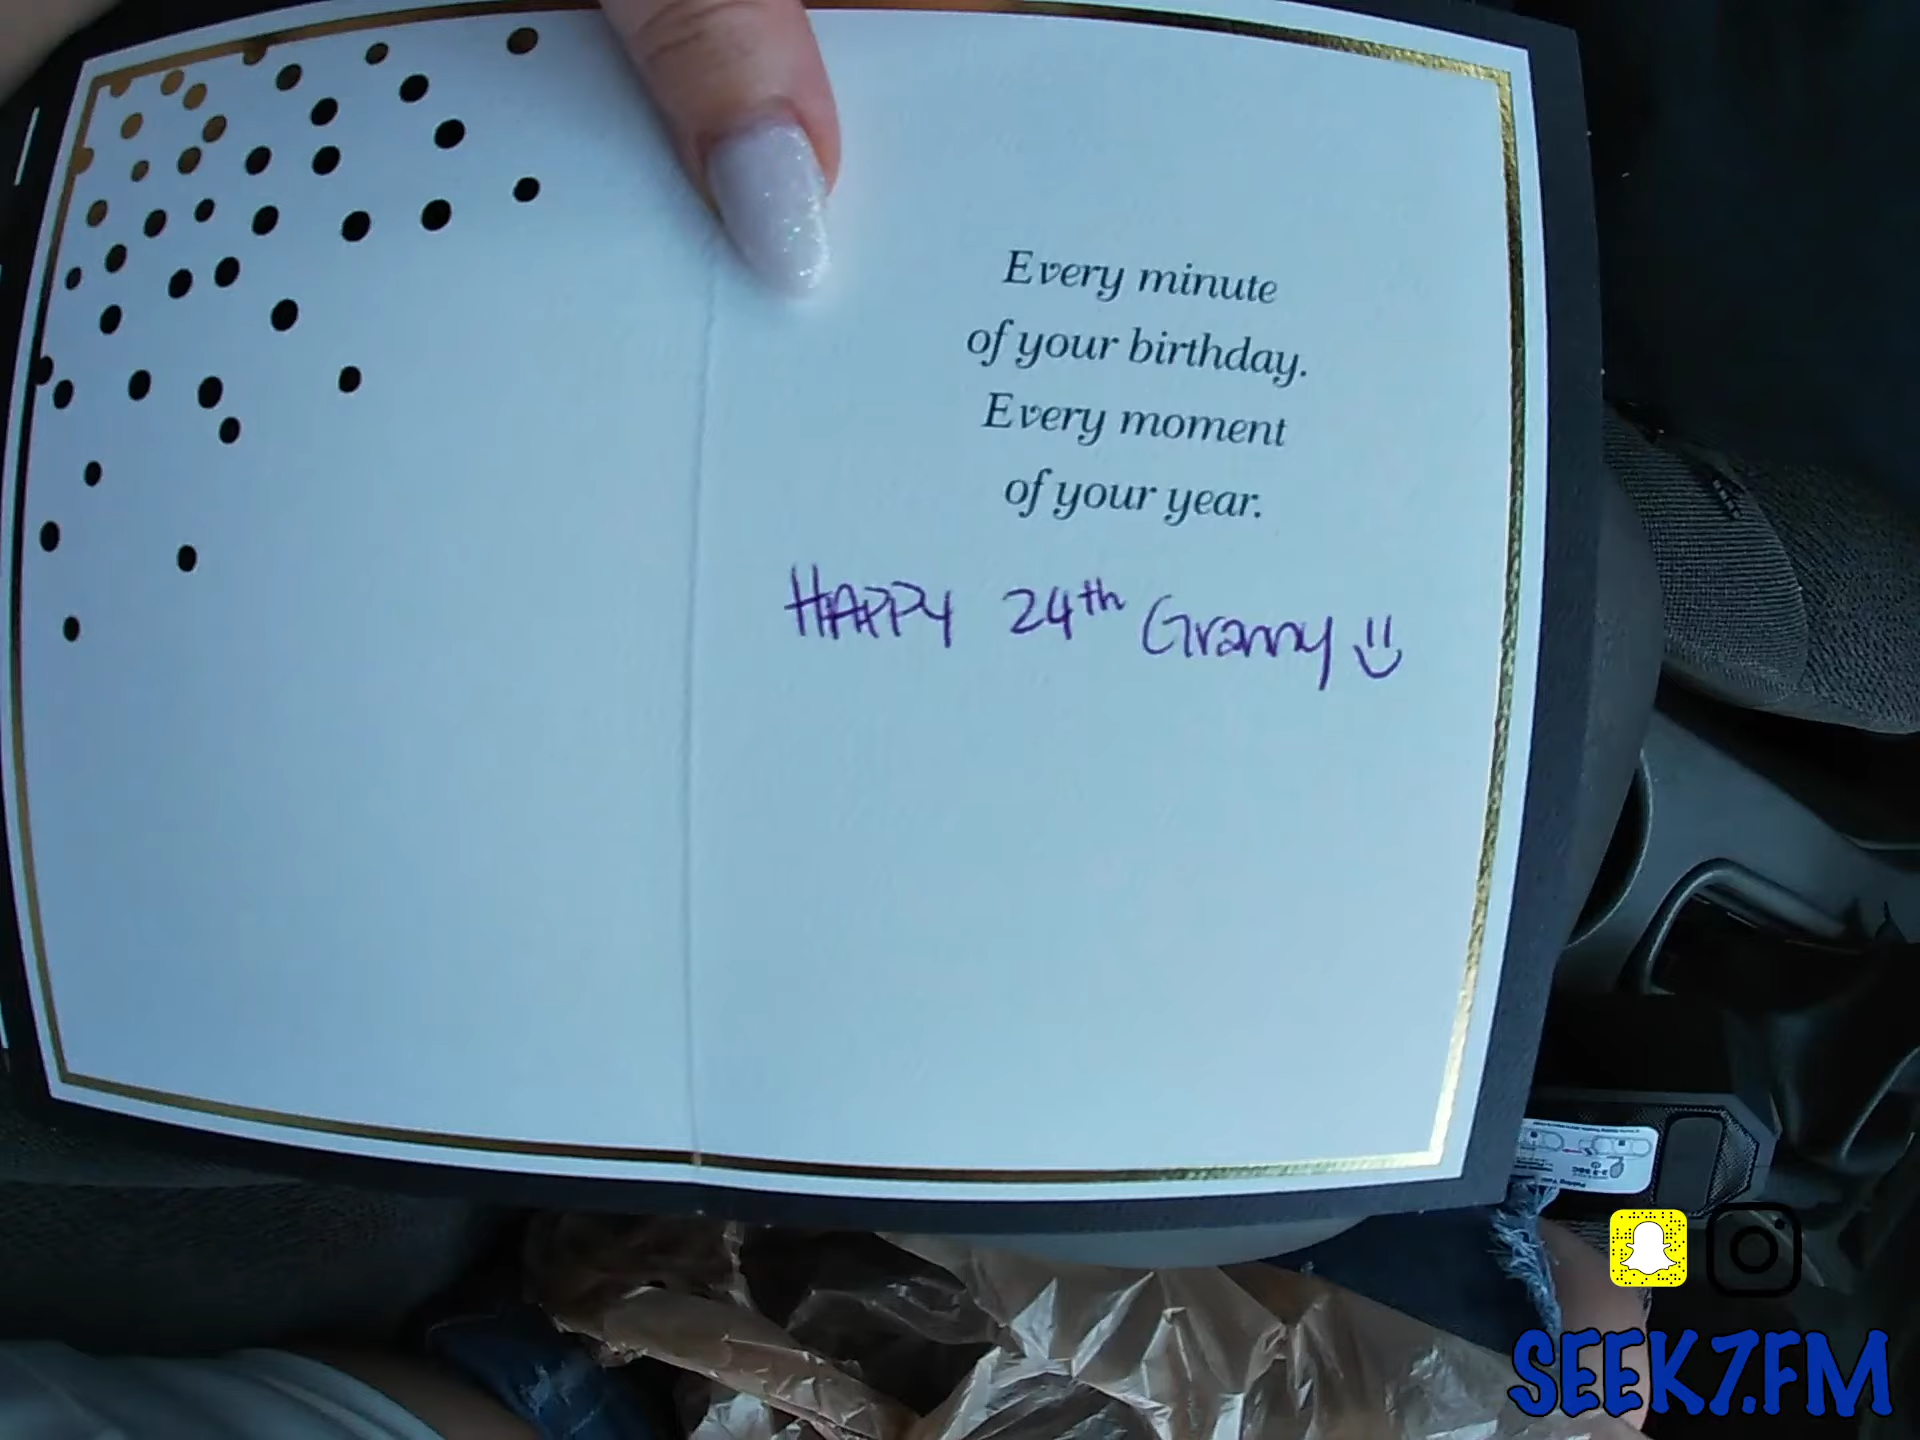 Every minute
of your birthday.
Every moment
of your year.
HAPPY 24th Granny
SEEK7.FM